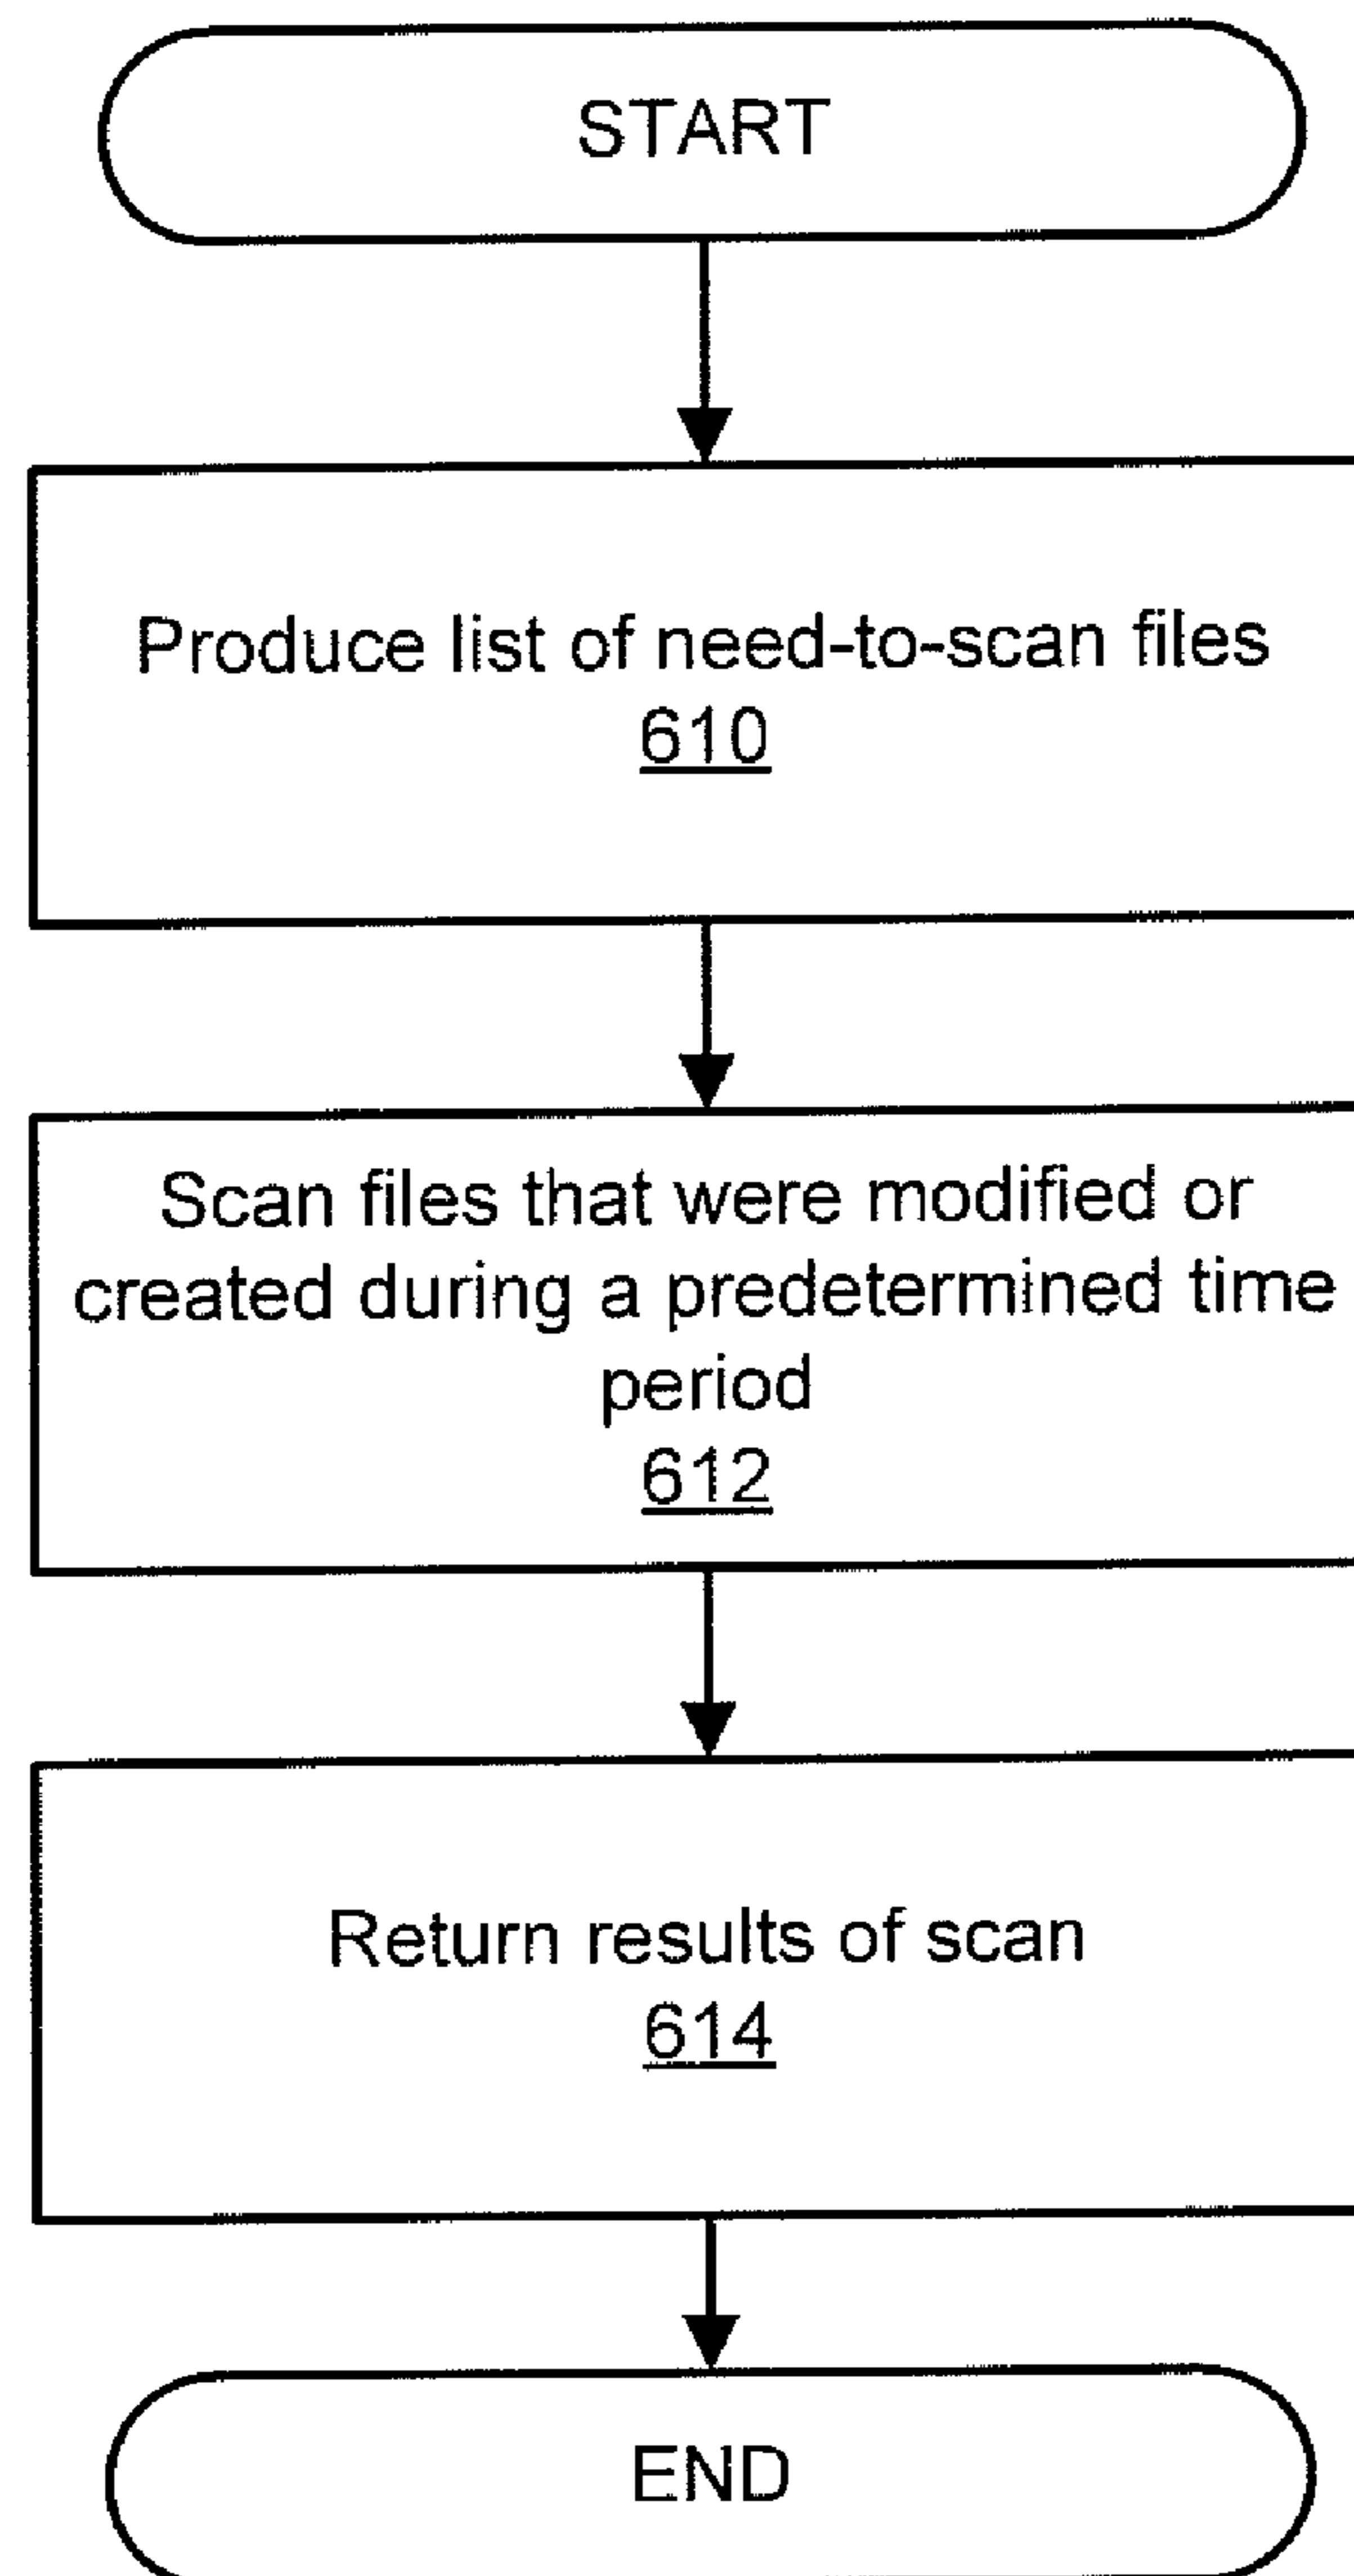 START
Produce list of need-to-scan files
610
Scan files that were modified or
created during a predetermined time
period
612
Return results of scan
614
END